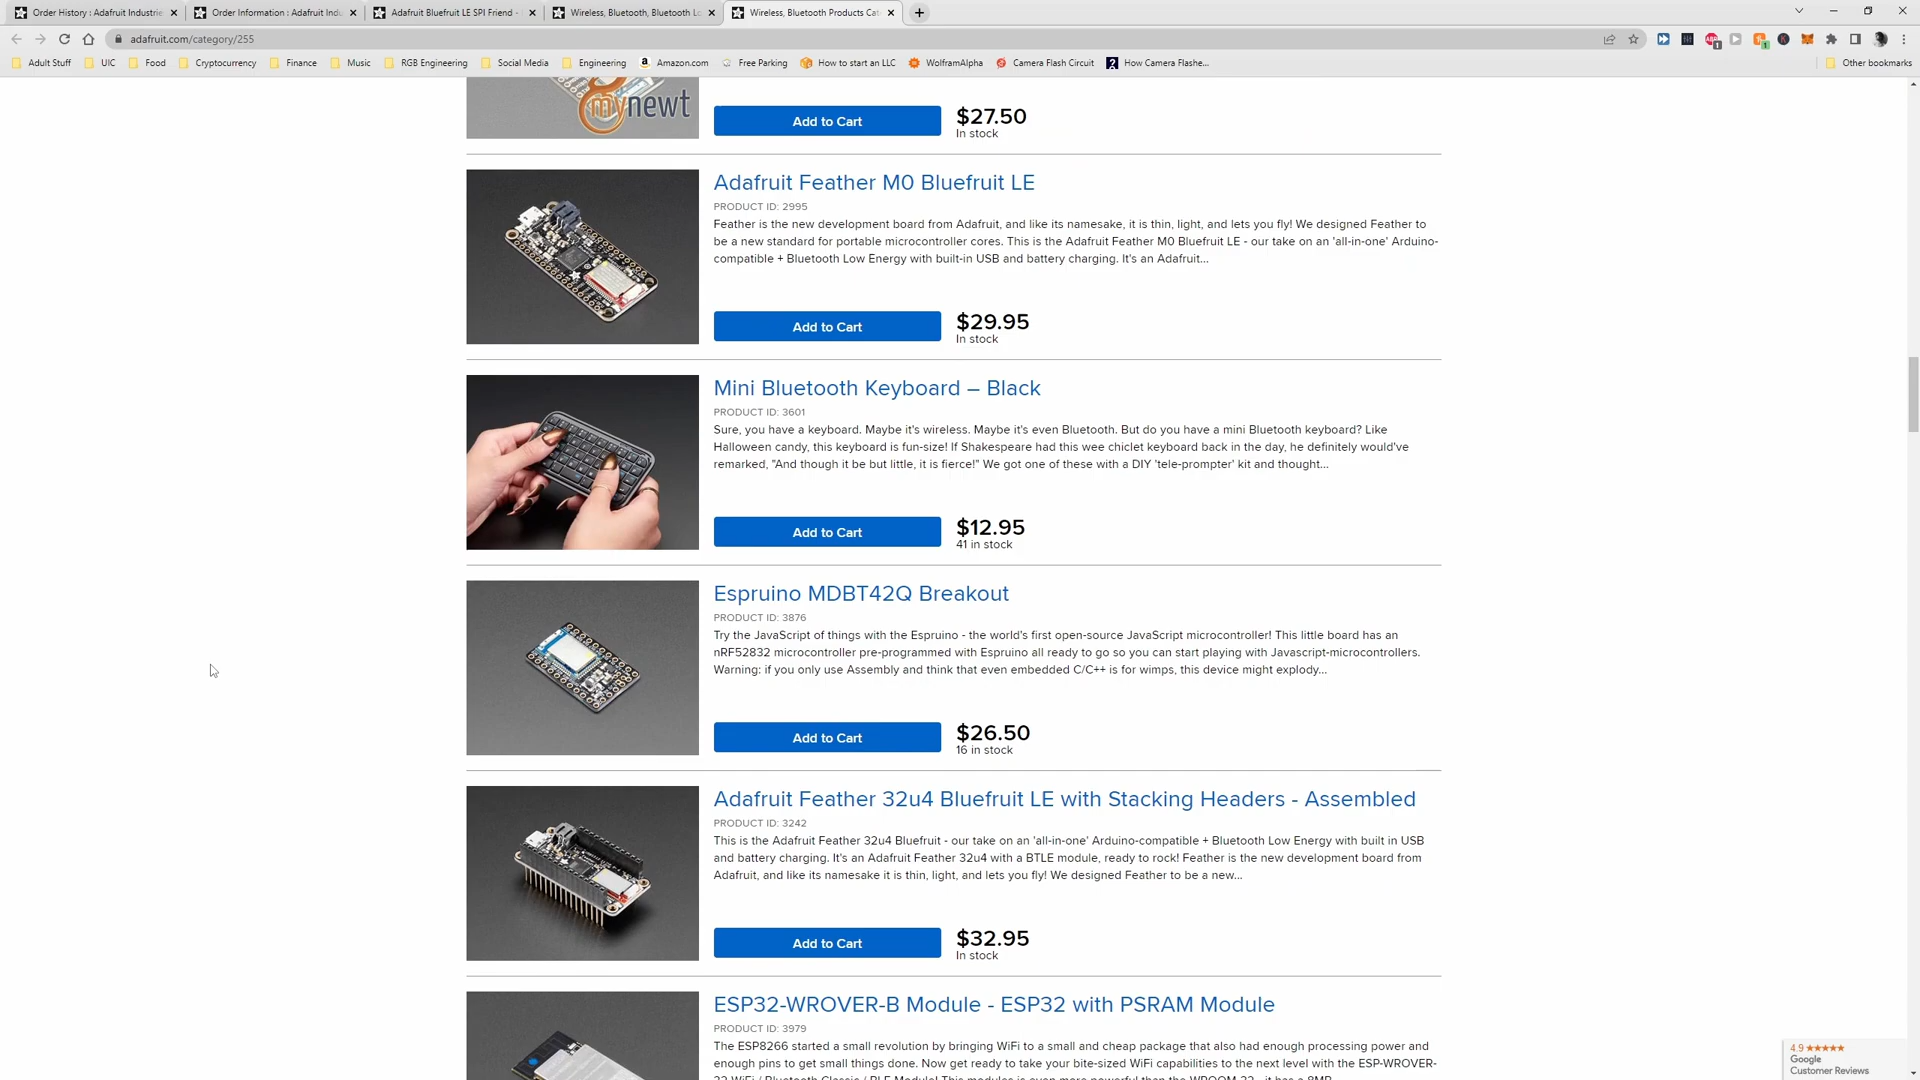 Order History : Adafruit Industrie
Order Information : Adafruit Indu
Adafruit Bluefruit LE SPI Friend -
Wireless, Bluetooth, Bluetooth Lo
Wireless, Bluetooth Products Cat
adafruit.com/category/255
Adult Stuff
UIC
Food
Cryptocurrency
Finance
Music
RGB Engineering
Social Media
Engineering
Amazon.com
Free Parking
How to start an LLC
WolframAlpha
Camera Flash Circuit
How Camera Flashe...
Other bookmarks
mynewt
Add to Cart
$27.50
In stock
Adafruit Feather M0 Bluefruit LE
PRODUCT ID: 2995
Feather is the new development board from Adafruit, and like its namesake, it is thin, light, and lets you fly! We designed Feather to
be a new standard for portable microcontroller cores. This is the Adafruit Feather M0 Bluefruit LE - our take on an 'all-in-one' Arduino-
compatible + Bluetooth Low Energy with built-in USB and battery charging. It's an Adafruit...
Add to Cart
$29.95
In stock
Mini Bluetooth Keyboard – Black
PRODUCT ID: 3601
Sure, you have a keyboard. Maybe it's wireless. Maybe it's even Bluetooth. But do you have a mini Bluetooth keyboard? Like
Halloween candy, this keyboard is fun-size! If Shakespeare had this wee chiclet keyboard back in the day, he definitely would've
remarked, "And though it be but little, it is fierce!" We got one of these with a DIY 'tele-prompter' kit and thought...
Add to Cart
$12.95
41 in stock
Espruino MDBT42Q Breakout
PRODUCT ID: 3876
Try the JavaScript of things with the Espruino - the world's first open-source JavaScript microcontroller! This little board has an
nRF52832 microcontroller pre-programmed with Espruino all ready to go so you can start playing with Javascript-microcontrollers.
Warning: if you only use Assembly and think that even embedded C/C++ is for wimps, this device might explody...
Add to Cart
$26.50
16 in stock
Adafruit Feather 32u4 Bluefruit LE with Stacking Headers - Assembled
PRODUCT ID: 3242
This is the Adafruit Feather 32u4 Bluefruit - our take on an 'all-in-one' Arduino-compatible + Bluetooth Low Energy with built in USB
and battery charging. It's an Adafruit Feather 32u4 with a BTLE module, ready to rock! Feather is the new development board from
Adafruit, and like its namesake it is thin, light, and lets you fly! We designed Feather to be a new...
Add to Cart
$32.95
In stock
ESP32-WROVER-B Module - ESP32 with PSRAM Module
PRODUCT ID: 3979
The ESP8266 started a small revolution by bringing WiFi to a small and cheap package that also had enough processing power and
enough pins to get small things done. Now get ready to take your bite-sized WiFi capabilities to the next level with the ESP-WROVER-
4.9 ★★★★★
Google
Customer Reviews